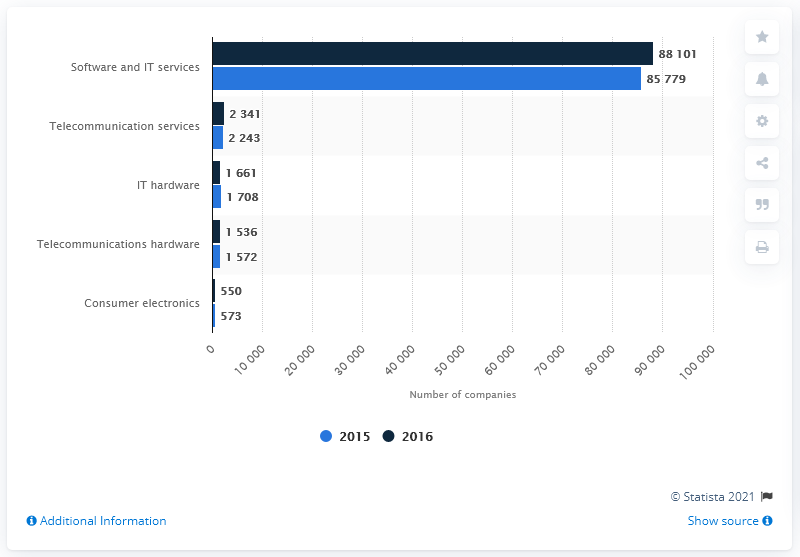 Software and IT services
88 101
85 779
Telecommunication services
2 341
2 243
IT hardware
1 661
1 708
Telecommunications hardware
1 536
1 572
Consumer electronics
550
573
0
10 000
20 000
30 000
40 000
50 000
60 000
70 000
80 000
90 000
100 000
Number of companies
2015 2016
© Statista 2021
Additional Information Show source